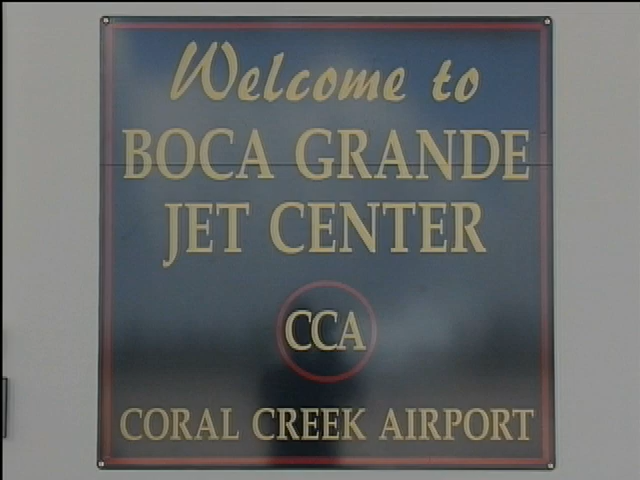 Welcome to
BOCA GRANDE
JET CENTER
CCA
CORAL CREEK AIRPORT